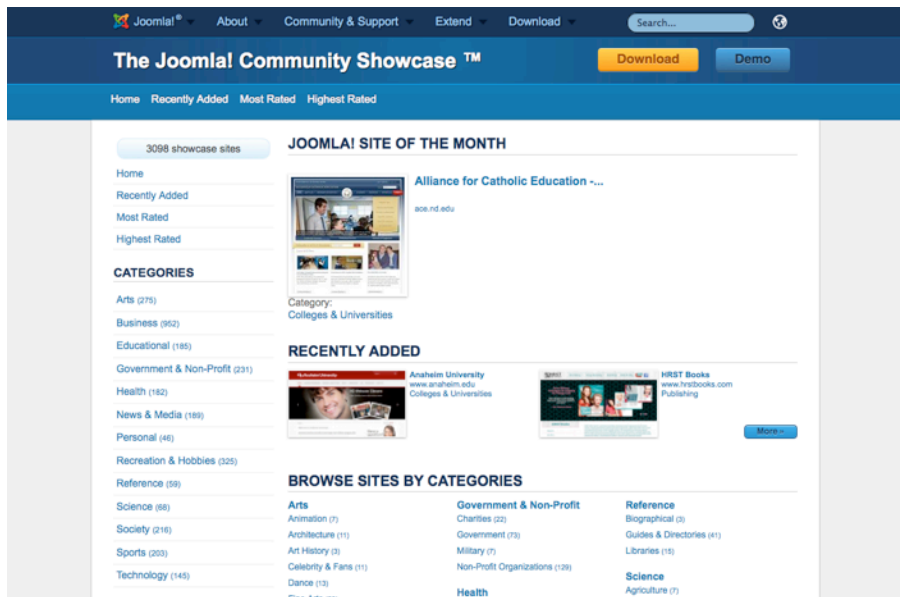 Joomla!® About Community & Support Extend Download Search...
The Joomla! Community Showcase ™ Download Demo
Home Recently Added Most Rated Highest Rated
3098 showcase sites
Home
Recently Added
Most Rated
Highest Rated
CATEGORIES
Arts (275)
Business (952)
Educational (185)
Government & Non-Profit (231)
Health (182)
News & Media (189)
Personal (46)
Recreation & Hobbies (325)
Reference (59)
Science (68)
Society (216)
Sports (203)
Technology (145)
JOOMLA! SITE OF THE MONTH
Alliance for Catholic Education -...
ace.nd.edu
Category:
Colleges & Universities
RECENTLY ADDED
Anaheim University
www.anaheim.edu
Colleges & Universities
HRST Books
www.hrstbooks.com
Publishing
More »
BROWSE SITES BY CATEGORIES
Arts
Animation (7)
Architecture (11)
Art History (3)
Celebrity & Fans (11)
Dance (13)
Government & Non-Profit
Charities (22)
Government (73)
Military (7)
Non-Profit Organizations (129)
Health
Reference
Biographical (3)
Guides & Directories (41)
Libraries (15)
Science
Agriculture (7)